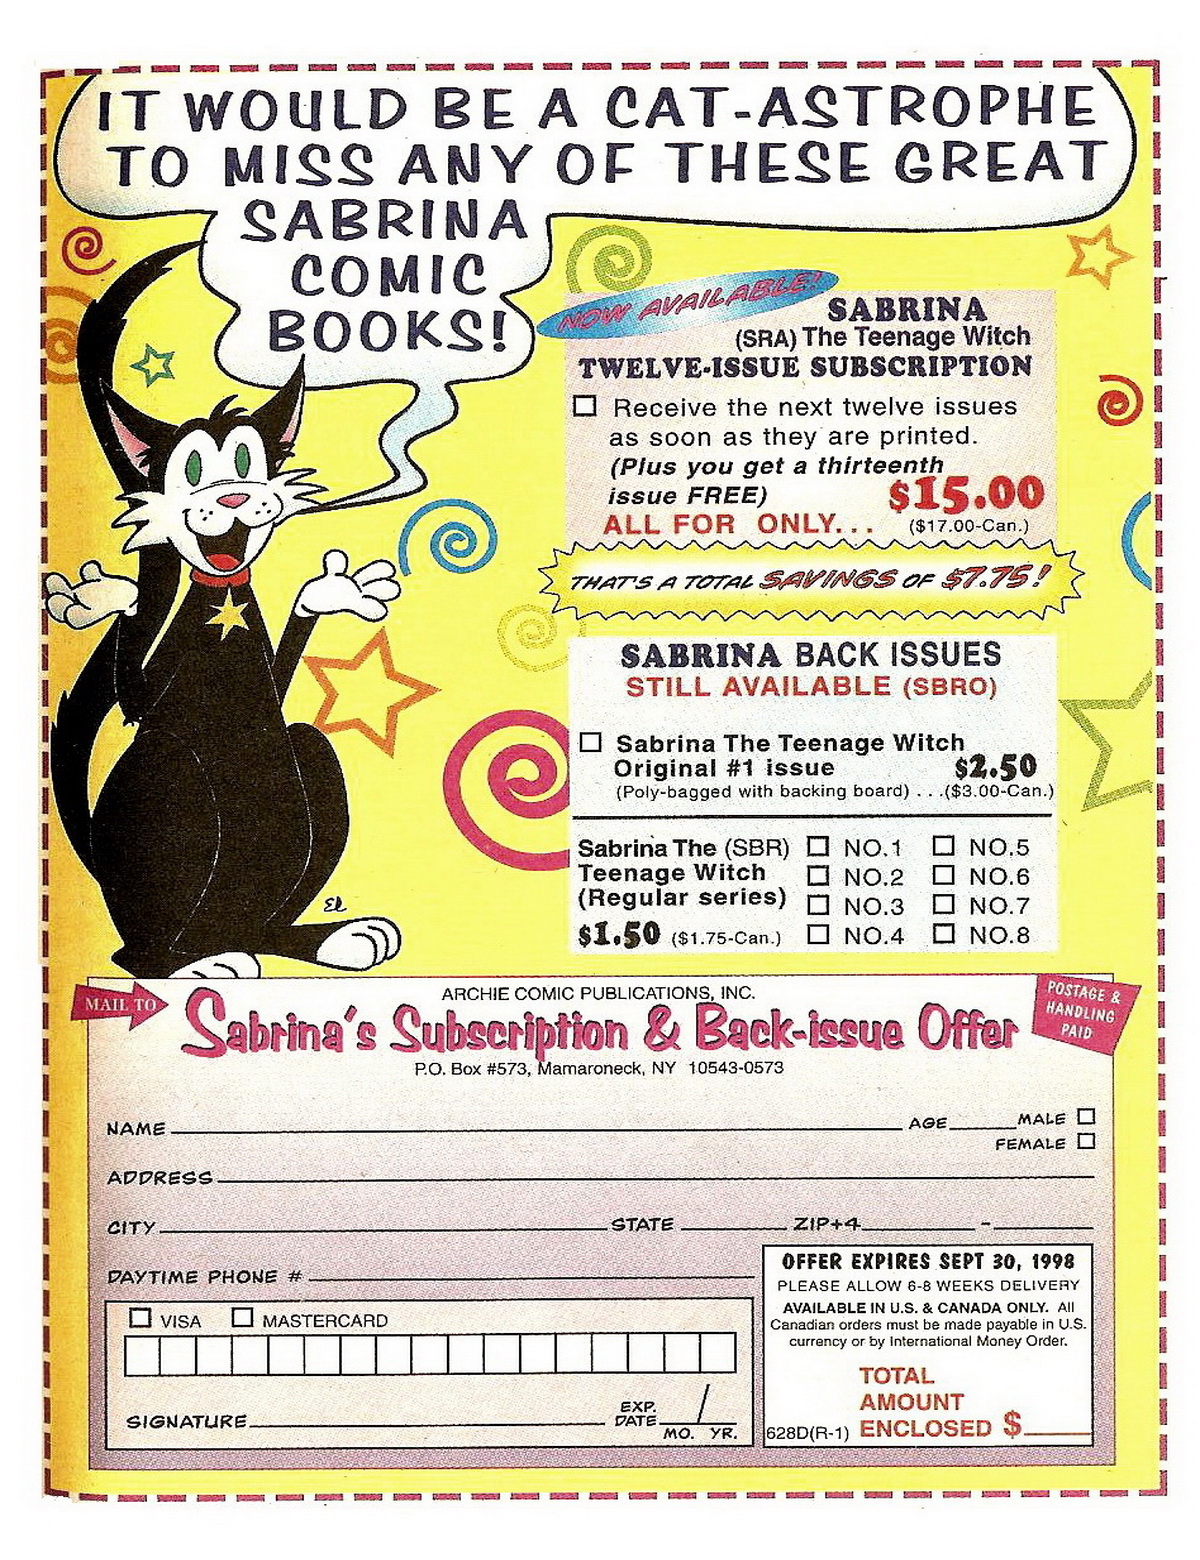 IT WOULD BE A CAT-ASTROPHE
TO MISS ANY OF THESE GREAT
SABRINA
COMIC
BOOKS!
NOW AVAILABLE!
SABRINA
(SRA) The Teenage Witch
TWELVE-ISSUE SUBSCRIPTION
☐ Receive the next twelve issues
as soon as they are printed.
(Plus you get a thirteenth
issue FREE) $15.00
ALL FOR ONLY... ($17.00-Can.)
THAT'S A TOTAL SAVINGS OF $7.75!
SABRINA BACK ISSUES
STILL AVAILABLE (SBRO)
☐ Sabrina The Teenage Witch
Original #1 issue $2.50
(Poly-bagged with backing board) . . .($3.00-Can.)
Sabrina The (SBR) ☐ NO.1 ☐ NO.5
Teenage Witch ☐ NO.2 ☐ NO.6
(Regular series) ☐ NO.3 ☐ NO.7
$1.50 ($1.75-Can.) ☐ NO.4 ☐ NO.8
El
MAIL TO
ARCHIE COMIC PUBLICATIONS, INC.
Sabrina's Subscription & Back-issue Offer
P.O. Box #573, Mamaroneck, NY 10543-0573
POSTAGE &
HANDLING
PAID
NAME AGE MALE ☐
FEMALE ☐
ADDRESS
CITY STATE ZIP+4 -
DAYTIME PHONE #
☐ VISA ☐ MASTERCARD
SIGNATURE EXP. DATE /
MO. YR.
OFFER EXPIRES SEPT 30, 1998
PLEASE ALLOW 6-8 WEEKS DELIVERY
AVAILABLE IN U.S. & CANADA ONLY. All
Canadian orders must be made payable in U.S.
currency or by International Money Order.
TOTAL
AMOUNT
628D(R-1) ENCLOSED $